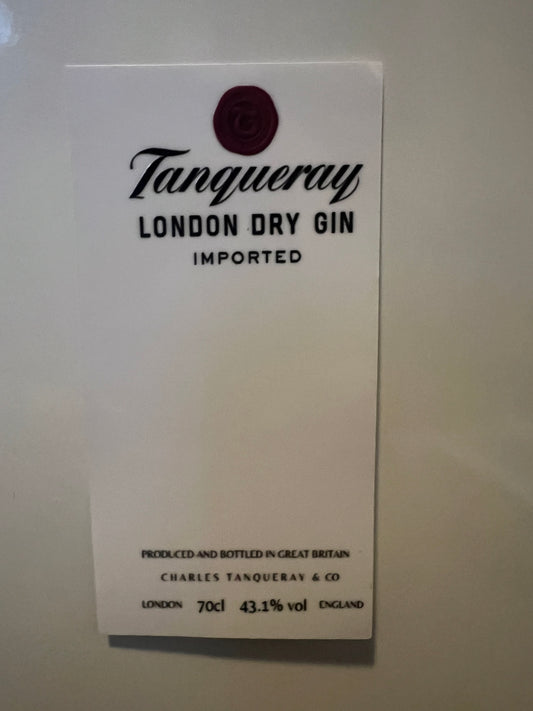 G
Tanqueray
LONDON DRY GIN
IMPORTED
PRODUCED AND BOTTLED IN GREAT BRITAIN
CHARLES TANQUERAY & CO
LONDON 70cl 43.1% vol ENGLAND